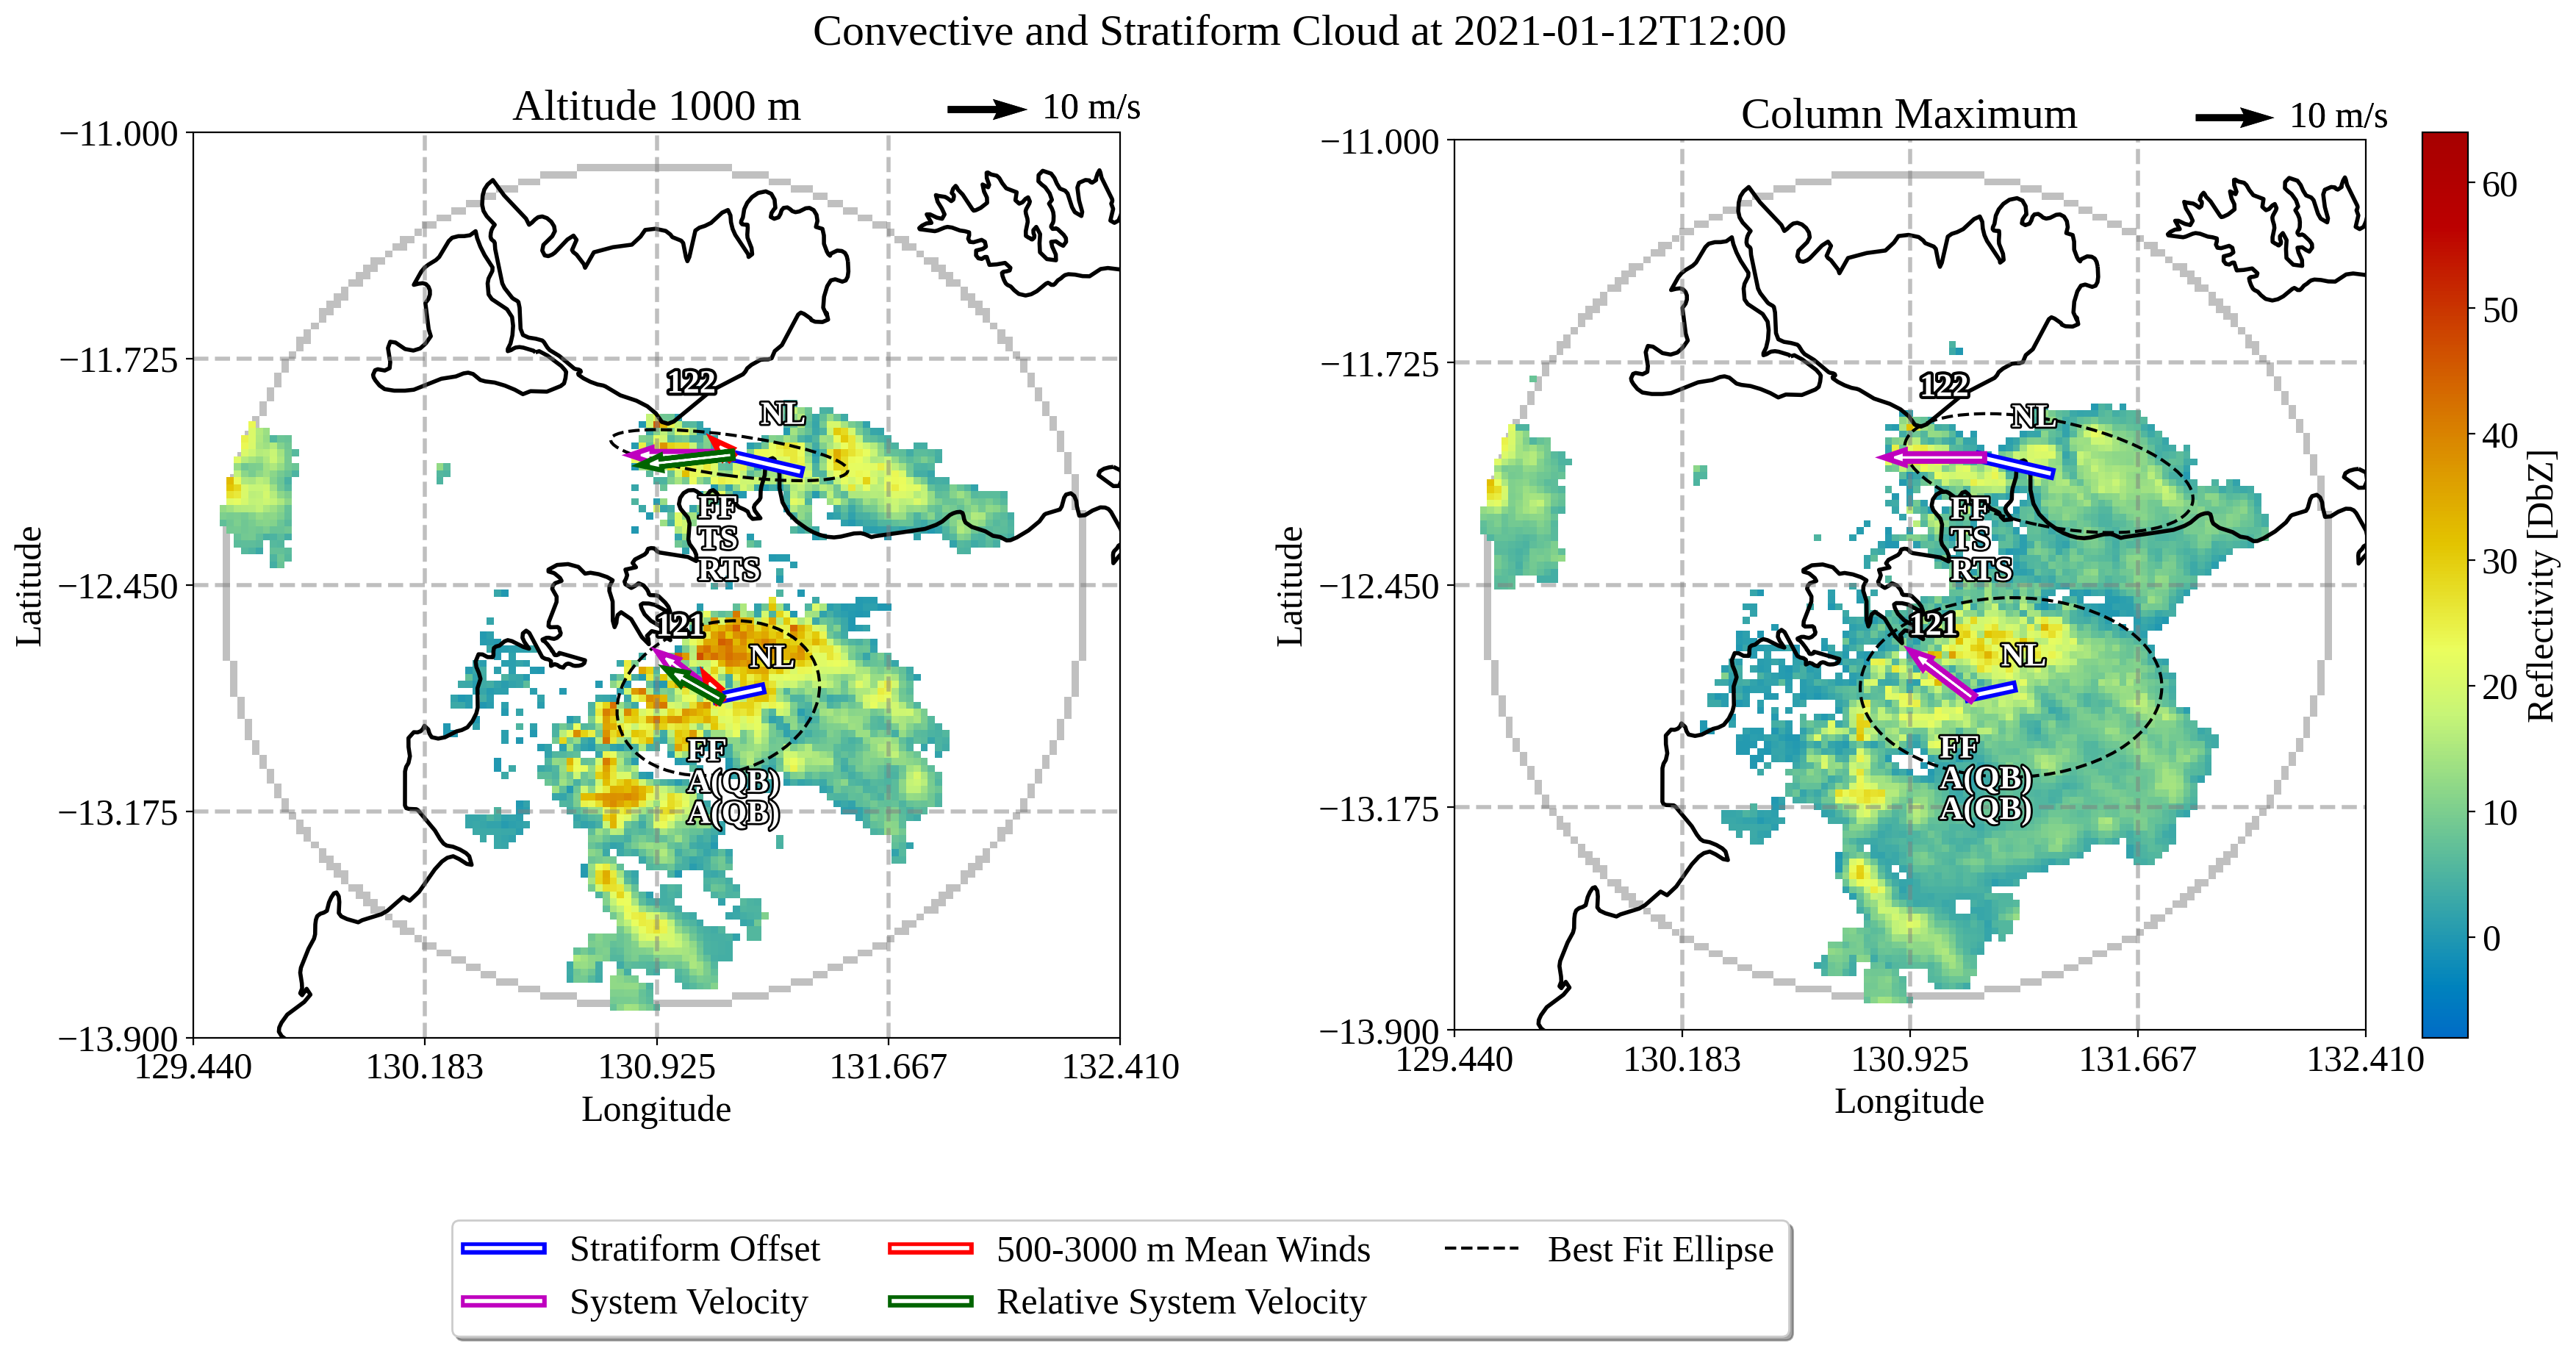 Convective and Stratiform Cloud at 2021-01-12T12:00
Altitude 1000 m
10 m/s
−11.000
−11.725
−12.450
−13.175
−13.900
Latitude
129.440
130.183
130.925
131.667
132.410
Longitude
122
NL
FF
TS
RTS
121
NL
FF
A(QB)
A(QB)
Column Maximum
10 m/s
−11.000
−11.725
−12.450
−13.175
−13.900
Latitude
129.440
130.183
130.925
131.667
132.410
Longitude
122
NL
FF
TS
RTS
121
NL
FF
A(QB)
A(QB)
60
50
40
30
20
10
0
Reflectivity [DbZ]
Stratiform Offset
System Velocity
500-3000 m Mean Winds
Relative System Velocity
Best Fit Ellipse